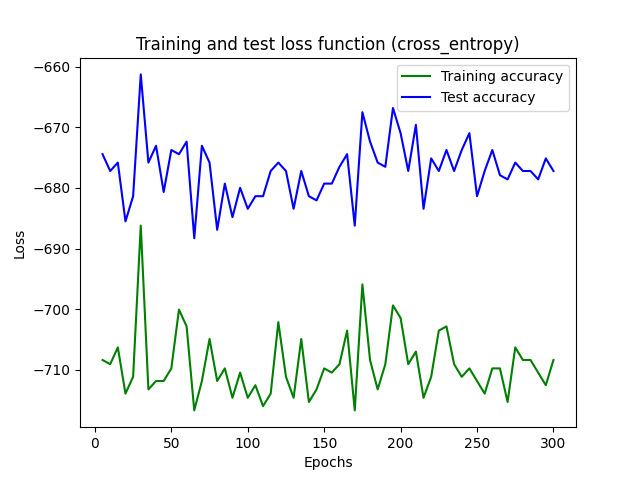 Training and test loss function (cross_entropy)
Training accuracy
Test accuracy
Loss
−660
−670
−680
−690
−700
−710
0 50 100 150 200 250 300
Epochs